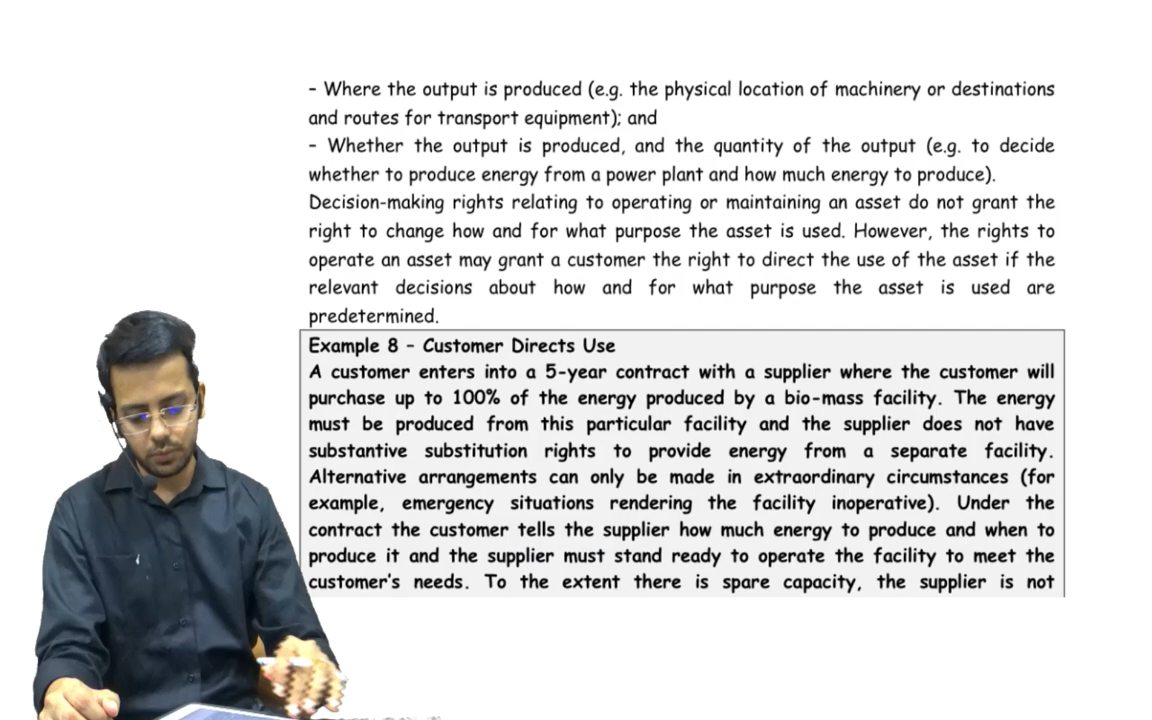 - Where the output is produced (e.g. the physical location of machinery or destinations
and routes for transport equipment); and
- Whether the output is produced, and the quantity of the output (e.g. to decide
whether to produce energy from a power plant and how much energy to produce).
Decision-making rights relating to operating or maintaining an asset do not grant the
right to change how and for what purpose the asset is used. However, the rights to
operate an asset may grant a customer the right to direct the use of the asset if the
relevant decisions about how and for what purpose the asset is used are
predetermined.
Example 8 - Customer Directs Use
A customer enters into a 5-year contract with a supplier where the customer will
purchase up to 100% of the energy produced by a bio-mass facility. The energy
must be produced from this particular facility and the supplier does not have
substantive substitution rights to provide energy from a separate facility.
Alternative arrangements can only be made in extraordinary circumstances (for
example, emergency situations rendering the facility inoperative). Under the
contract the customer tells the supplier how much energy to produce and when to
produce it and the supplier must stand ready to operate the facility to meet the
customer's needs. To the extent there is spare capacity, the supplier is not